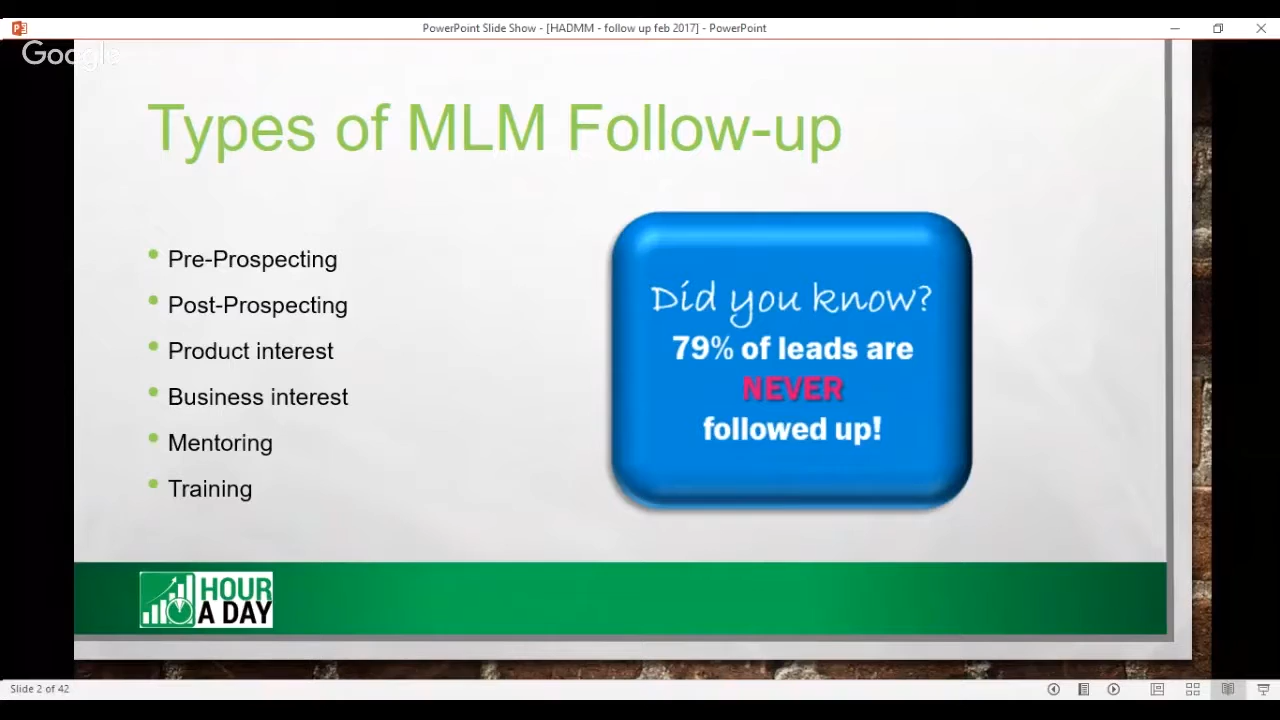 PowerPoint Slide Show - [HADMM - follow up feb 2017] - PowerPoint
Google
Types of MLM Follow-up
• Pre-Prospecting
• Post-Prospecting
• Product interest
• Business interest
• Mentoring
• Training
Did you know?
79% of leads are
NEVER
followed up!
HOUR
A DAY
Slide 2 of 42